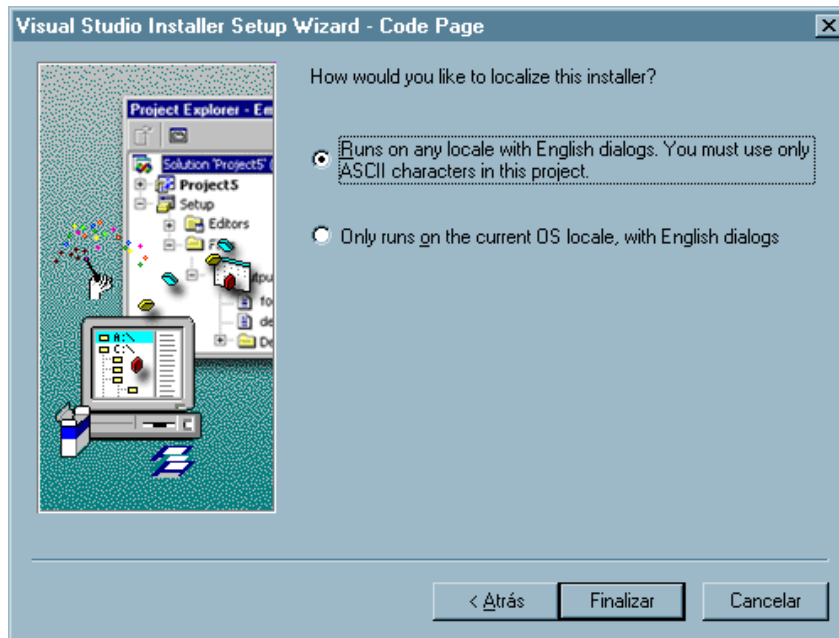 Visual Studio Installer Setup Wizard - Code Page
How would you like to localize this installer?
Project Explorer - Em
Solution 'Project5' (
Project5
Setup
Editors
A:\
C:\
Runs on any locale with English dialogs. You must use only
ASCII characters in this project.
Only runs on the current OS locale, with English dialogs
< Atrás
Finalizar
Cancelar